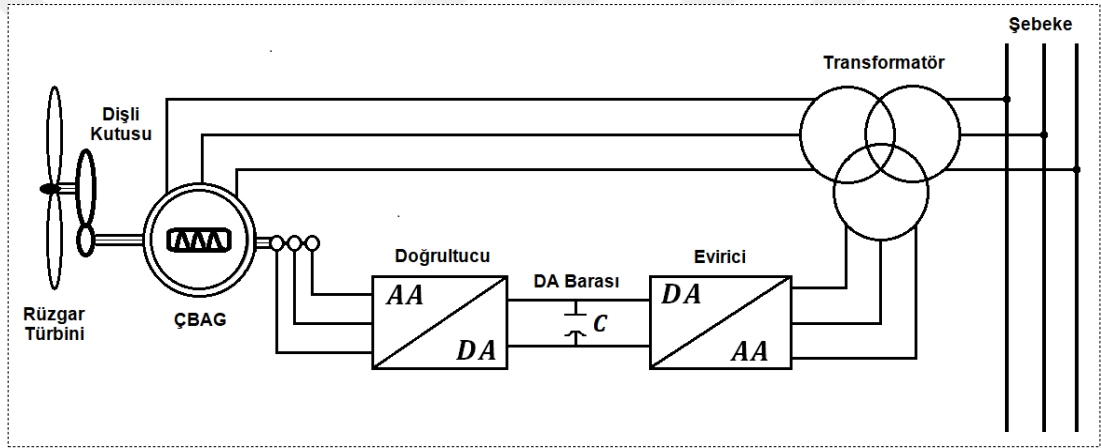 Şebeke
Transformatör
Dişli
Kutusu
Rüzgar
Türbini
ÇBAG
Doğrultucu
AA
DA
DA Barası
C
Evirici
DA
AA